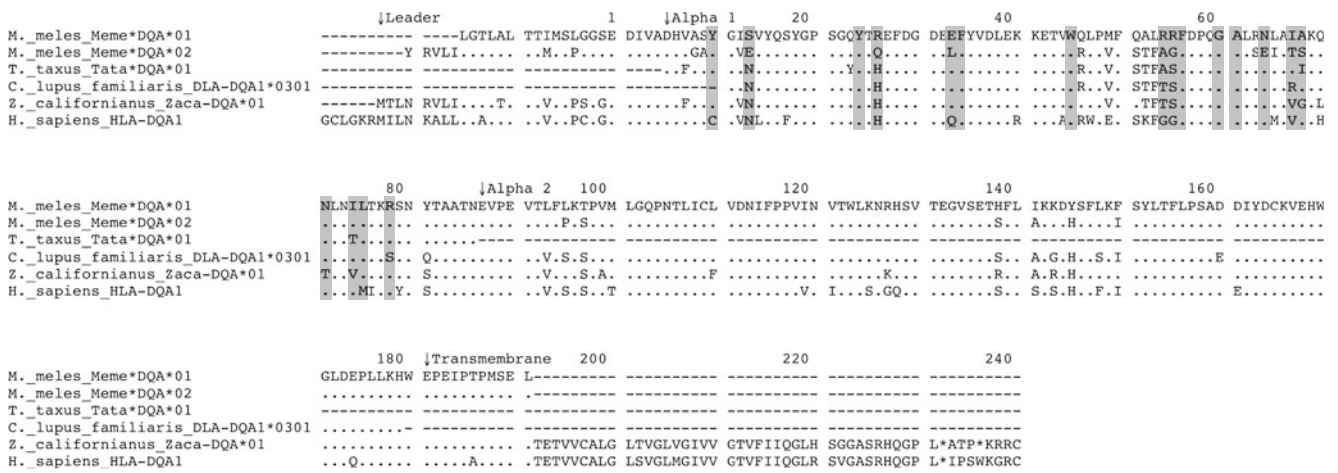 ↓Leader 1 ↓Alpha 1 20 40 60
M._meles_Meme*DQA*01 ---------- ----LGTLAL TTIMSLGGSE DIVADHVASY GISVYQSYGP SGQYTREFDG DEEFYVDLEK KETVWQLPMF QALRRFDPQG ALRNLAIAKQ
M._meles_Meme*DQA*02 ---------Y RVLI...... ..M..P.... .......GA. .VE....... .....Q.... ..L....... .....R..V. STFAG..... ..SEI.TS..
T._taxus_Tata*DQA*01 ---------- ---------- ---------- ----..F... ..N....... ..Y..H.... .......... .....R..V. STFAS..... .......I..
C._lupus_familiaris_DLA-DQA1*0301 ---------- ---------- ---------- ---------- ..N....... .....H.... .......... .....R..V. STFTS..... ......R...
Z._californianus_Zaca-DQA*01 ------MTLN RVLI....T. ..V..PS.G. ......F... .VN....... .....H.... .......... .....R..V. .TFTS..... ......VG.L
H._sapiens_HLA-DQA1 GCLGKRMILN KALL..A... ..V..PC.G. .........C .VNL..F... .....H.... ..Q......R ...A.RW.E. SKFGG..... ....M.V..H
80 ↓Alpha 2 100 120 140 160
M._meles_Meme*DQA*01 NLNILTKRSN YTAATNEVPE VTLFLKTPVM LGQPNTLICL VDNIFPPVIN VTWLKNRHSV TEGVSETHFL IKKDYSFLKF SYLTFLPSAD DIYDCKVEHW
M._meles_Meme*DQA*02 .......... .......... ....P.S... .......... .......... .......... .......S.. A...H....I .......... ..........
T._taxus_Tata*DQA*01 ...T...... ......---- ---------- ---------- ---------- ---------- ---------- ---------- ---------- ----------
C._lupus_familiaris_DLA-DQA1*0301 .......S.. Q......... ..V.S.S... .......... .......... .......... .......S.. A.G.H..S.I .........E ..........
Z._californianus_Zaca-DQA*01 T..V...... S......... ..V.S.S.A. .........F .......... ......K... .......R.. A.R.H..... .......... ..........
H._sapiens_HLA-DQA1 ....MI..Y. S......... ..V.S.S..T .......... ........V. I...S.GQ.. .......S.. S.S.H..F.I .......... E.........
180 ↓Transmembrane 200 220 240
M._meles_Meme*DQA*01 GLDEPLLKHW EPEIPTPMSE L--------- ---------- ---------- ---------- ----------
M._meles_Meme*DQA*02 .......... .......... .--------- ---------- ---------- ---------- ----------
T._taxus_Tata*DQA*01 ---------- ---------- ---------- ---------- ---------- ---------- ----------
C._lupus_familiaris_DLA-DQA1*0301 .........- ---------- ---------- ---------- ---------- ---------- ----------
Z._californianus_Zaca-DQA*01 .......... .......... .TETVVCALG LTVGLVGIVV GTVFIIQGLH SGGASRHQGP L*ATP*KRRC
H._sapiens_HLA-DQA1 ...Q...... .....A.... .TETVVCALG LSVGLMGIVV GTVFIIQGLR SVGASRHQGP L*IPSWKGRC